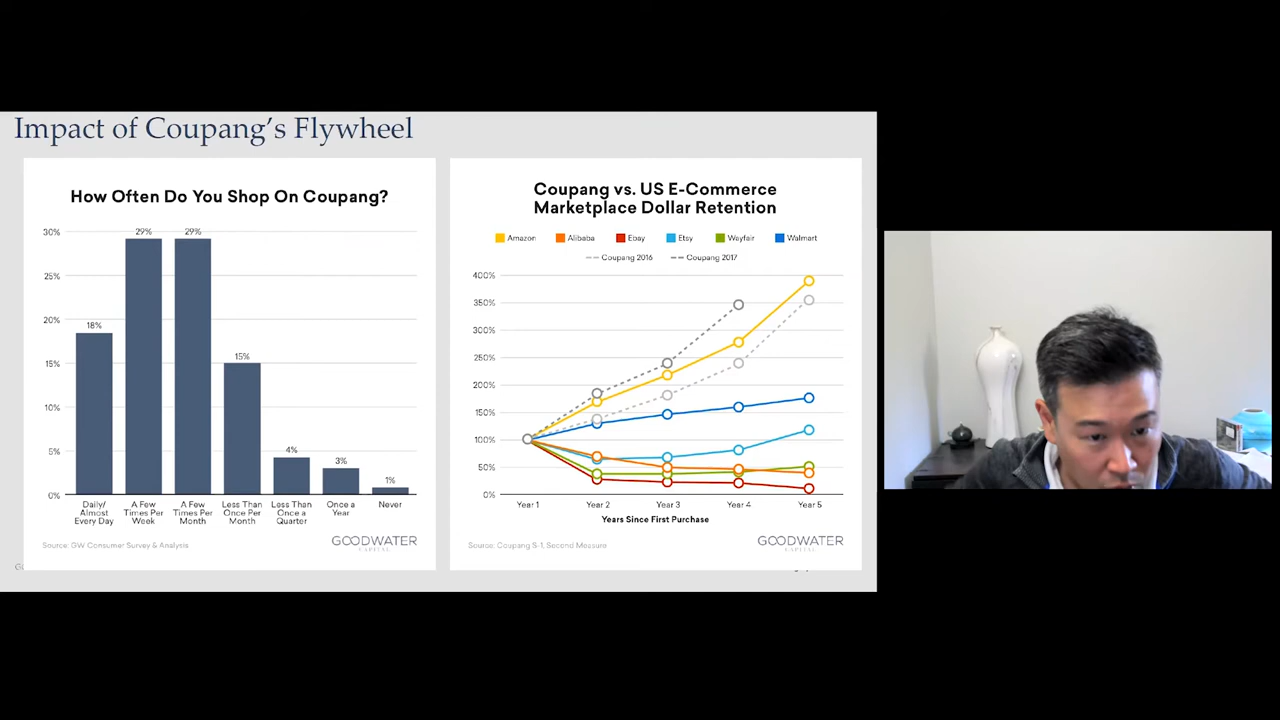 Impact of Coupang's Flywheel
How Often Do You Shop On Coupang?
30%
25%
20%
15%
10%
5%
0%
18%
29%
29%
15%
4%
3%
1%
Daily/
Almost
Every Day
A Few
Times Per
Week
A Few
Times Per
Month
Less Than
Once Per
Month
Less Than
Once a
Quarter
Once a
Year
Never
Source: GW Consumer Survey & Analysis
GOODWATER
CAPITAL
Coupang vs. US E-Commerce
Marketplace Dollar Retention
Amazon
Alibaba
Ebay
Etsy
Wayfair
Walmart
Coupang 2016
Coupang 2017
400%
350%
300%
250%
200%
150%
100%
50%
0%
Year 1
Year 2
Year 3
Year 4
Year 5
Years Since First Purchase
Source: Coupang S-1, Second Measure
GOODWATER
CAPITAL